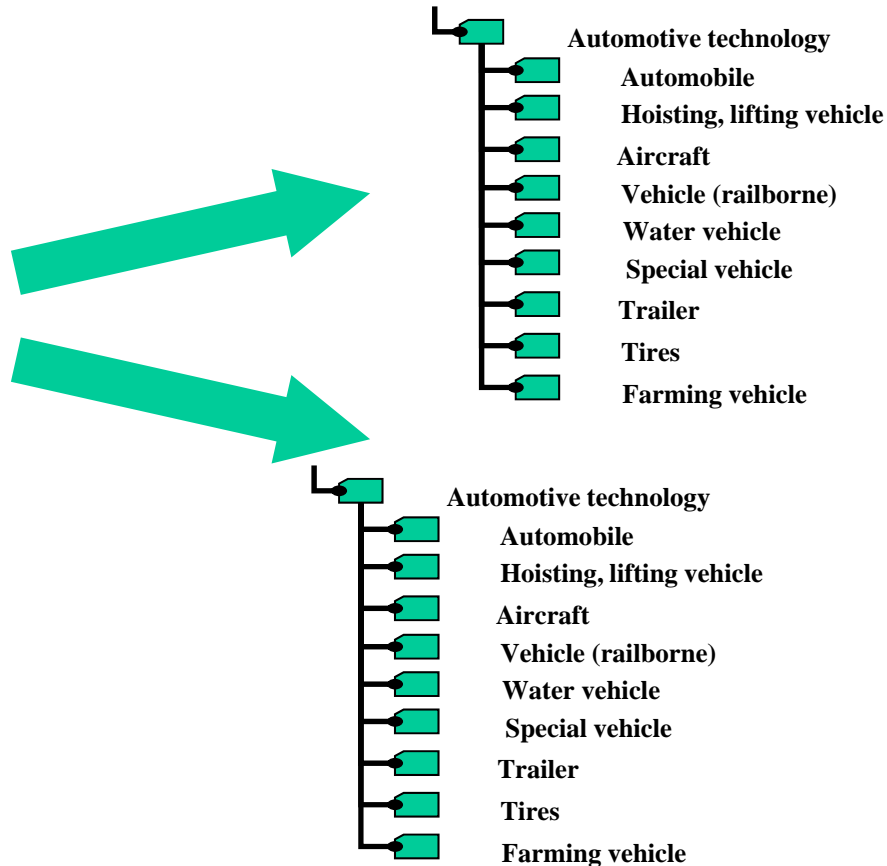 Automotive technology
Automobile
Hoisting, lifting vehicle
Aircraft
Vehicle (railborne)
Water vehicle
Special vehicle
Trailer
Tires
Farming vehicle
Automotive technology
Automobile
Hoisting, lifting vehicle
Aircraft
Vehicle (railborne)
Water vehicle
Special vehicle
Trailer
Tires
Farming vehicle